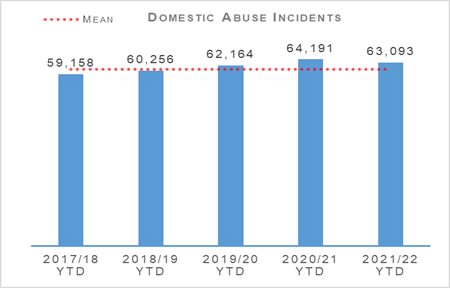 MEAN
DOMESTIC ABUSE INCIDENTS
59,158
60,256
62,164
64,191
63,093
2017/18 YTD
2018/19 YTD
2019/20 YTD
2020/21 YTD
2021/22 YTD